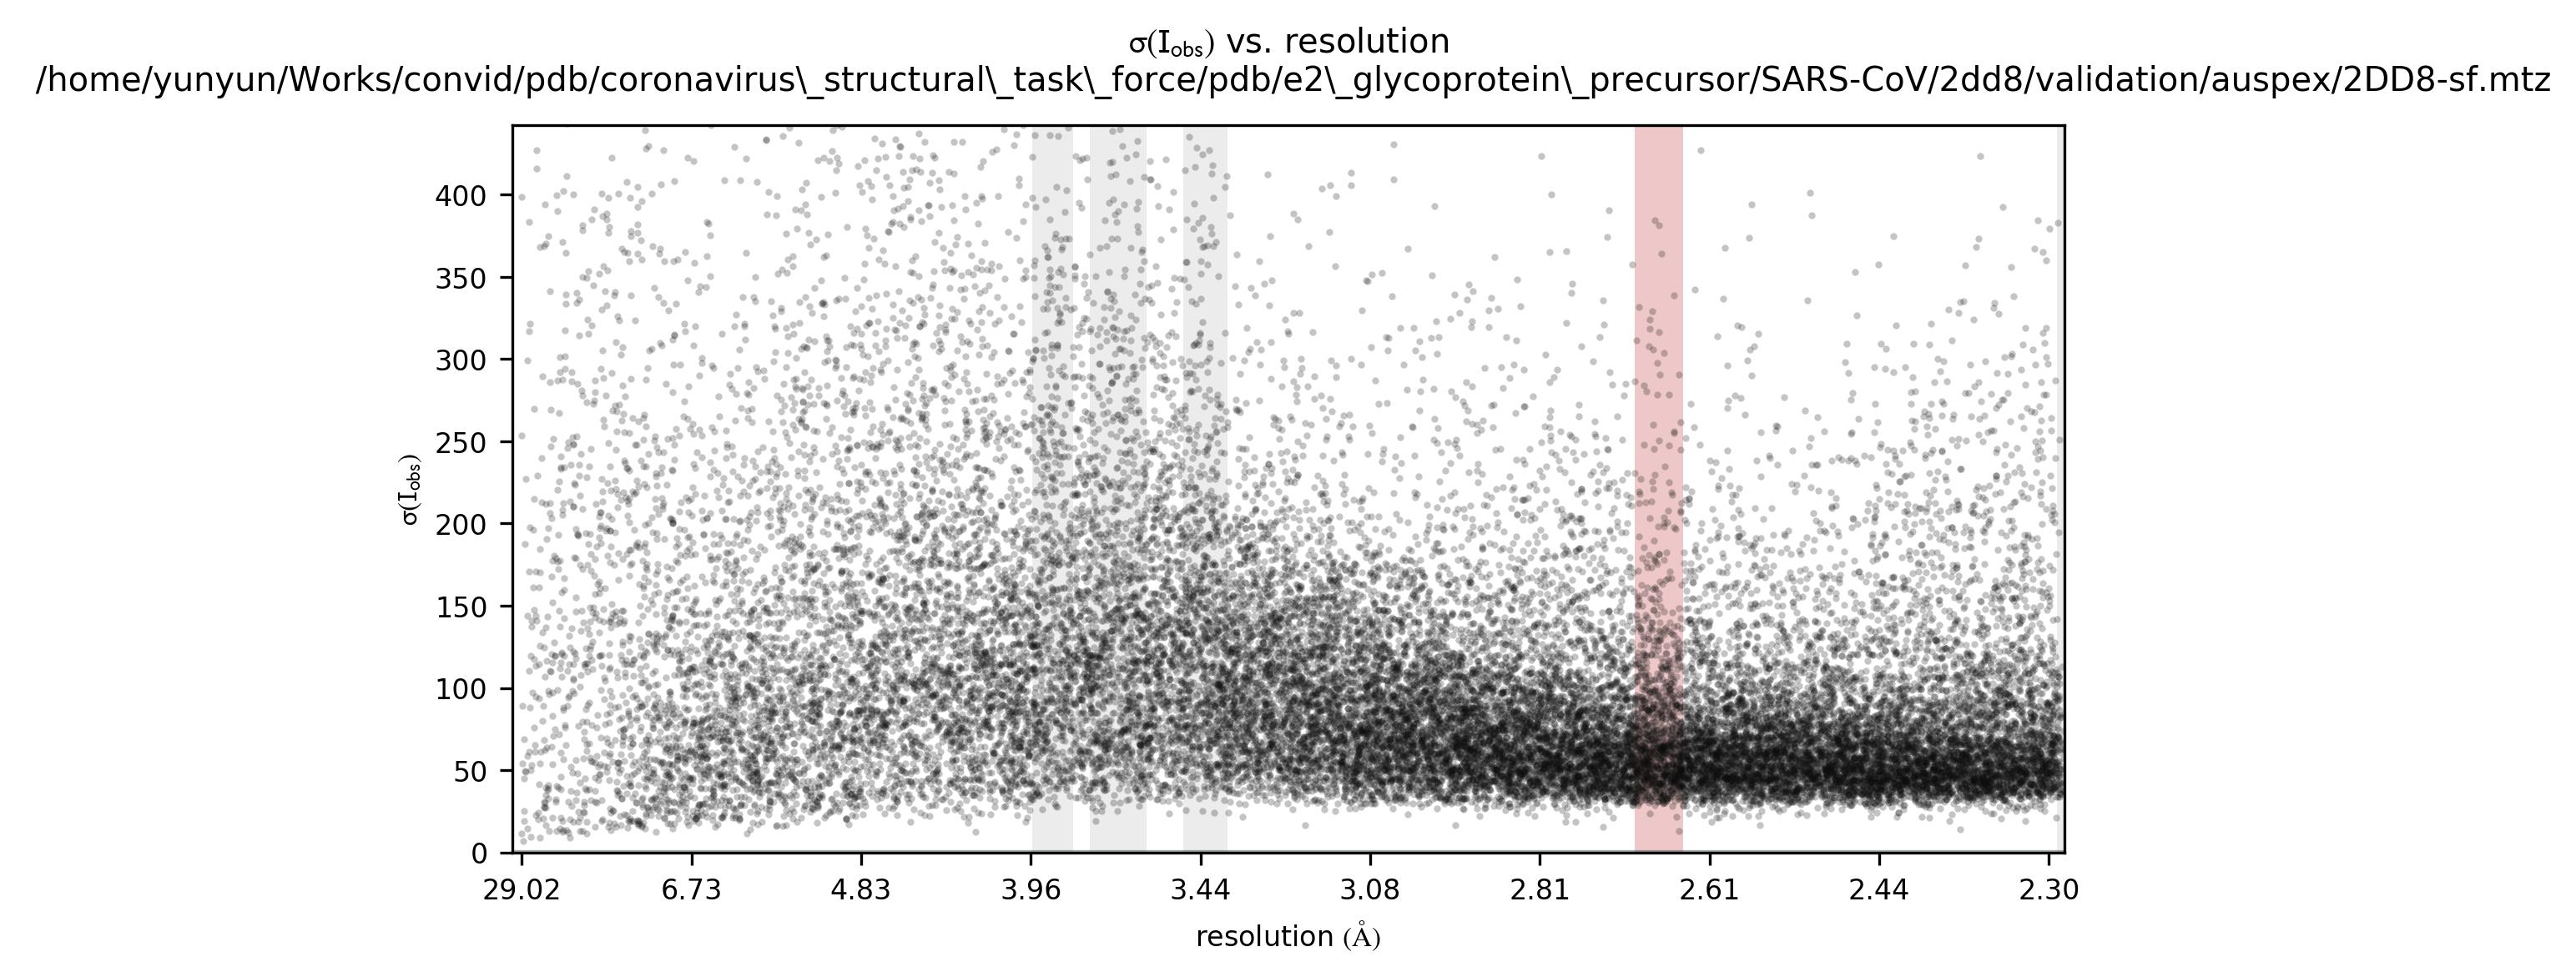 σ(Iobs) vs. resolution
/home/yunyun/Works/convid/pdb/coronavirus\_structural\_task\_force/pdb/e2\_glycoprotein\_precursor/SARS-CoV/2dd8/validation/auspex/2DD8-sf.mtz
400
350
300
250
200
150
100
50
0
σ(Iobs)
29.02 6.73 4.83 3.96 3.44 3.08 2.81 2.61 2.44 2.30
resolution (Å)